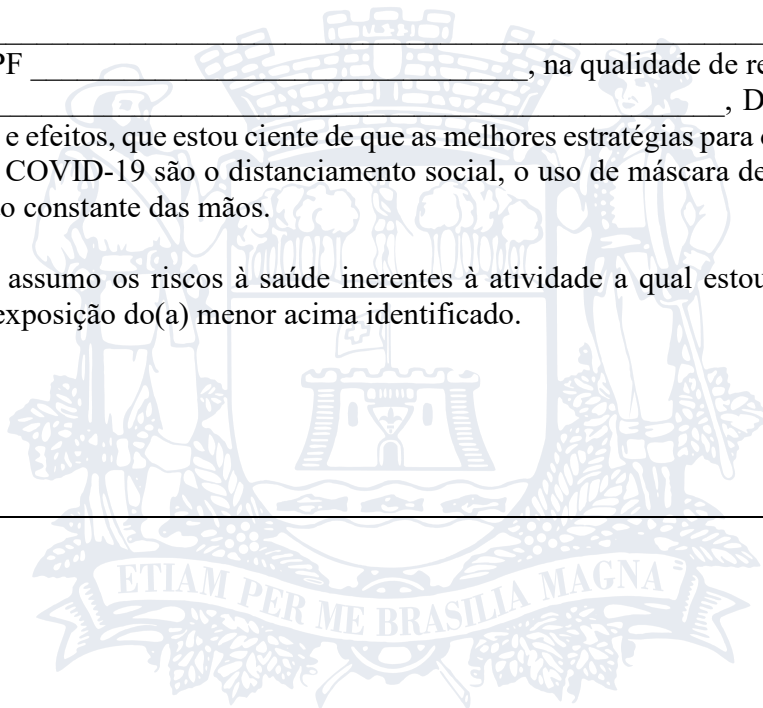 PF ________________________________, na qualidade de re
________________________________________________, D
e efeitos, que estou ciente de que as melhores estratégias para
COVID-19 são o distanciamento social, o uso de máscara de
o constante das mãos.
assumo os riscos à saúde inerentes à atividade a qual estou
exposição do(a) menor acima identificado.
ETIAM PER ME BRASILIA MAGNA